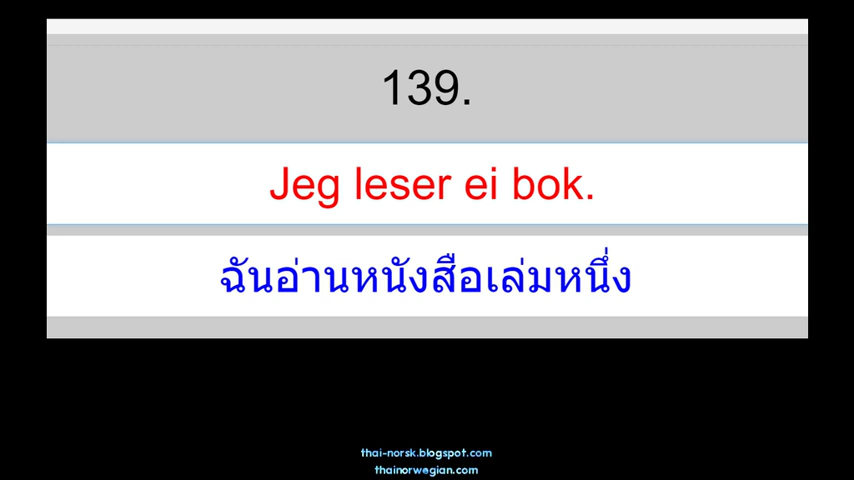 139.
Jeg leser ei bok.
ฉันอ่านหนังสือเล่มหนึ่ง
thai-norsk.blogspot.com
thainorwegian.com